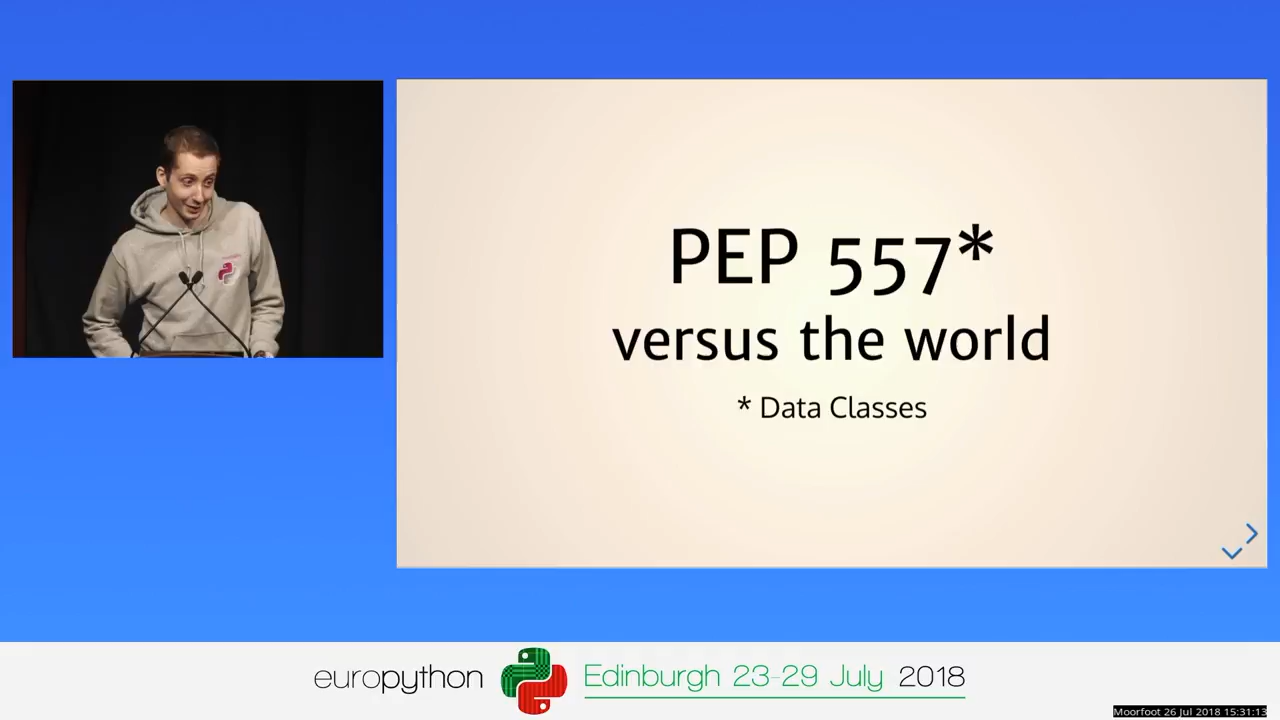 PEP 557*
versus the world
* Data Classes
europython
Edinburgh 23-29 July 2018
Moorfoot 26 Jul 2018 15:31:13